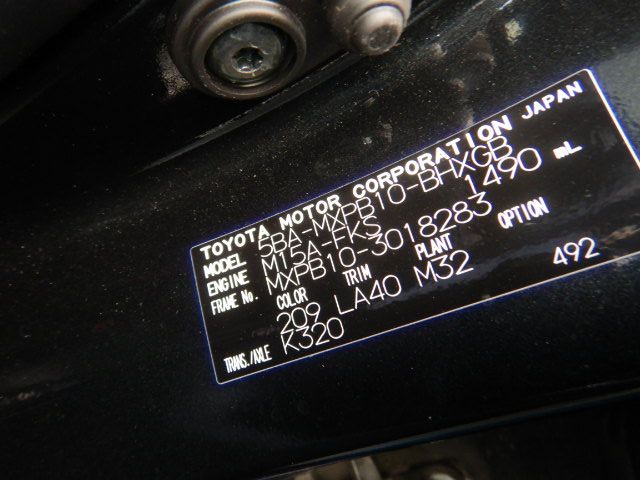 TOYOTA MOTOR CORPORATION JAPAN
MODEL 5BA-MXPB10-BHXGB
ENGINE M15A-FKS 1490 mL
FRAME No. MXPB10-3018283
COLOR TRIM PLANT OPTION
209 LA40 M32 492
TRANS./AXLE K320